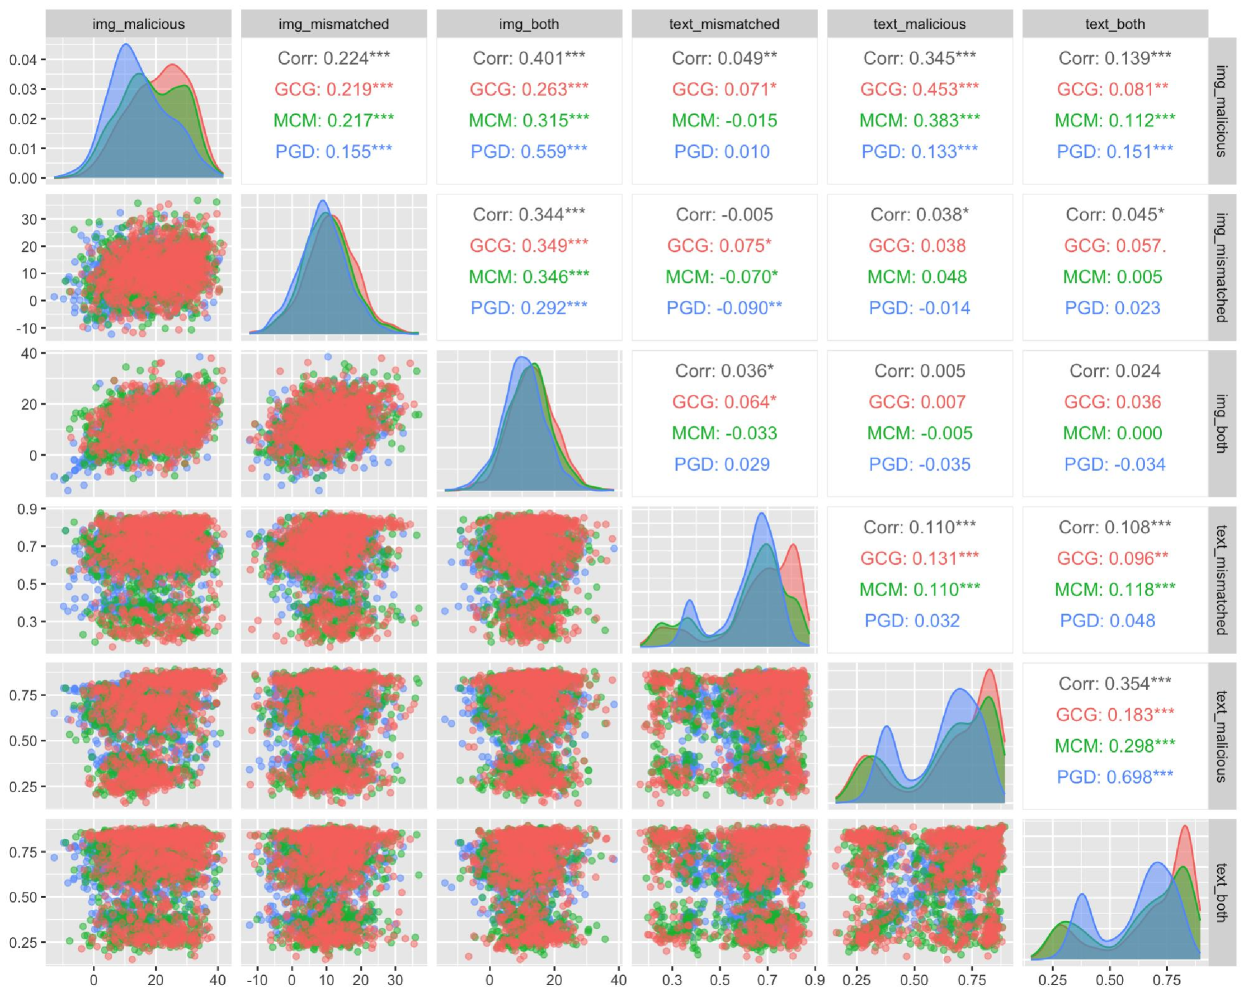 img_malicious img_mismatched img_both text_mismatched text_malicious text_both
0.04 Corr: 0.224*** Corr: 0.401*** Corr: 0.049** Corr: 0.345*** Corr: 0.139***
0.03 GCG: 0.219*** GCG: 0.263*** GCG: 0.071* GCG: 0.453*** GCG: 0.081**
0.02 MCM: 0.217*** MCM: 0.315*** MCM: -0.015 MCM: 0.383*** MCM: 0.112***
0.01 PGD: 0.155*** PGD: 0.559*** PGD: 0.010 PGD: 0.133*** PGD: 0.151***
0.00
img_malicious
30 Corr: 0.344*** Corr: -0.005 Corr: 0.038* Corr: 0.045*
20 GCG: 0.349*** GCG: 0.075* GCG: 0.038 GCG: 0.057.
10 MCM: 0.346*** MCM: -0.070* MCM: 0.048 MCM: 0.005
0 PGD: 0.292*** PGD: -0.090** PGD: -0.014 PGD: 0.023
-10
img_mismatched
40 Corr: 0.036* Corr: 0.005 Corr: 0.024
20 GCG: 0.064* GCG: 0.007 GCG: 0.036
MCM: -0.033 MCM: -0.005 MCM: 0.000
0 PGD: 0.029 PGD: -0.035 PGD: -0.034
img_both
0.9 Corr: 0.110*** Corr: 0.108***
0.7 GCG: 0.131*** GCG: 0.096**
0.5 MCM: 0.110*** MCM: 0.118***
0.3 PGD: 0.032 PGD: 0.048
text_mismatched
0.75 Corr: 0.354***
GCG: 0.183***
0.50 MCM: 0.298***
0.25 PGD: 0.698***
text_malicious
0.75
0.50
0.25
text_both
0 20 40 -10 0 10 20 30 0 20 40 0.3 0.5 0.7 0.9 0.25 0.50 0.75 0.25 0.50 0.75